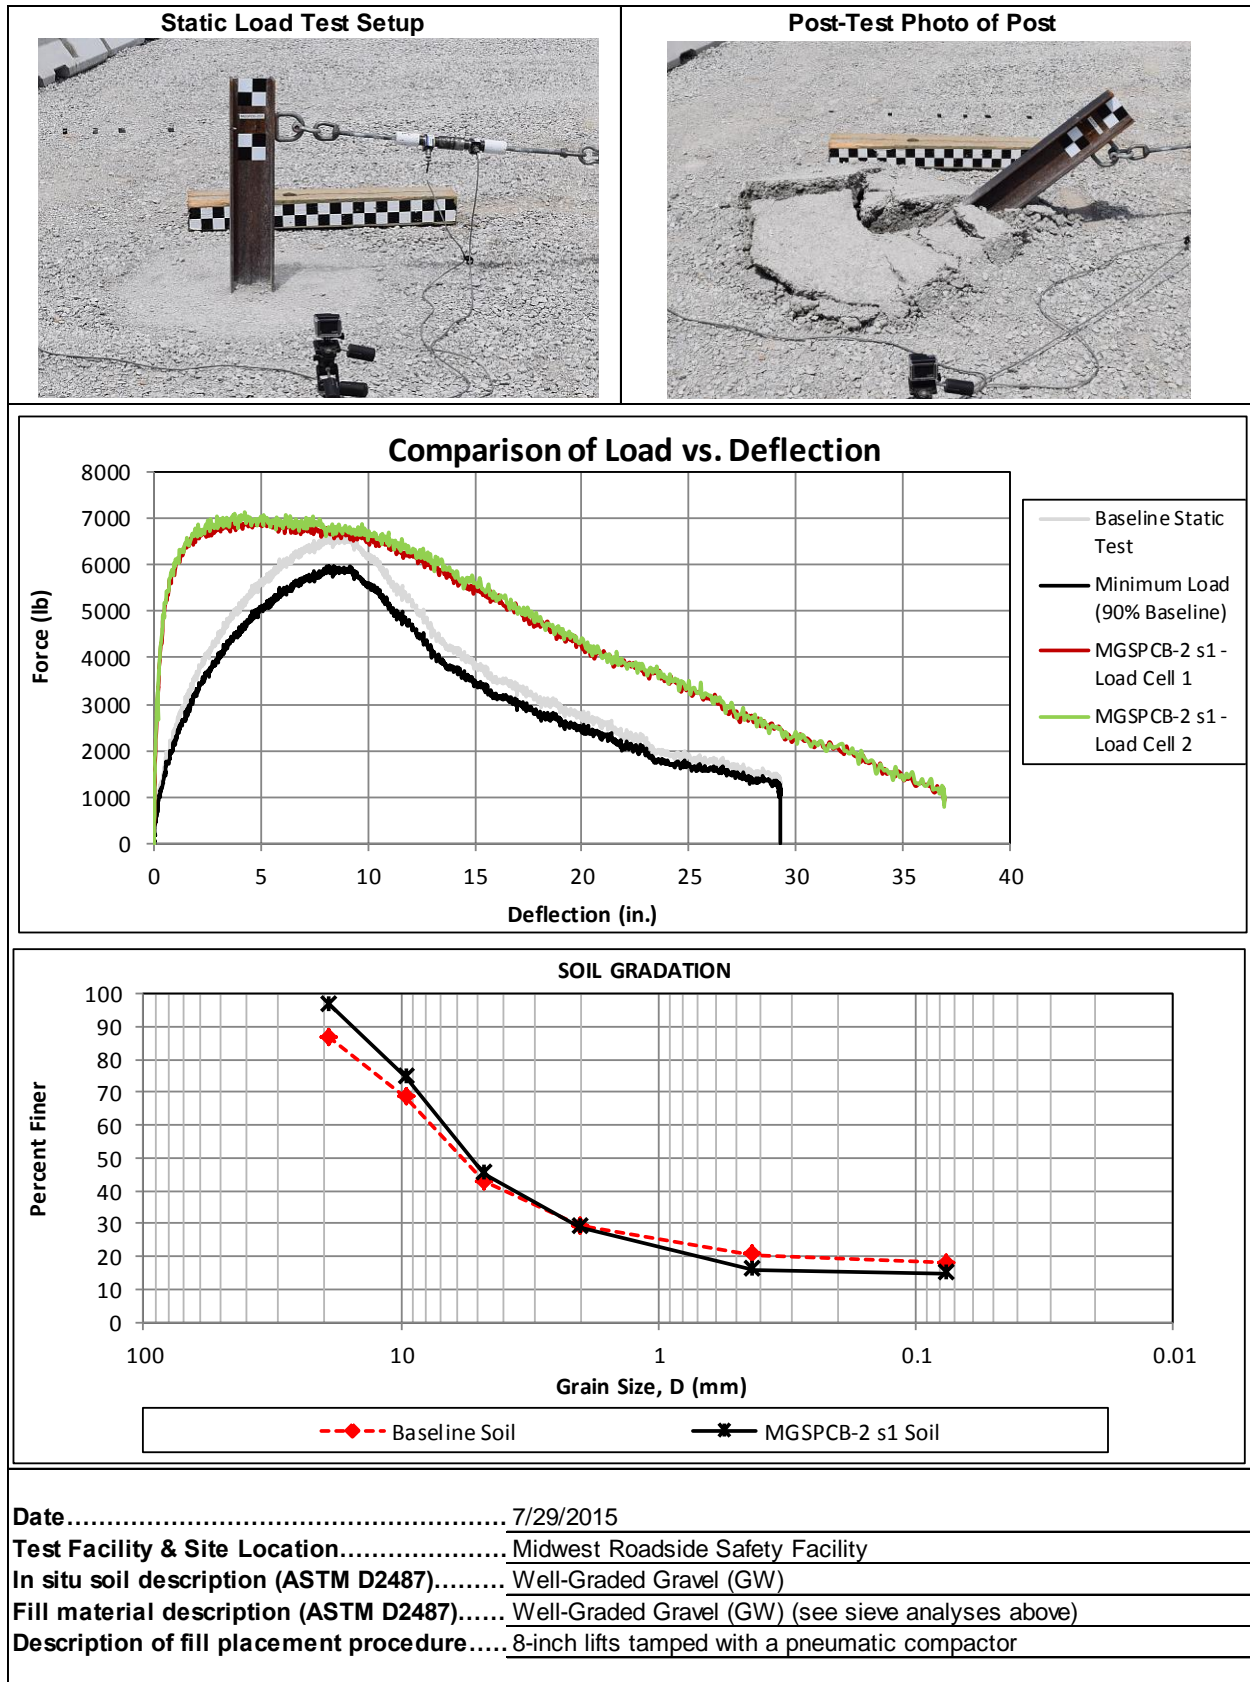 Static Load Test Setup
Post-Test Photo of Post
Comparison of Load vs. Deflection
8000
7000
6000
5000
4000
3000
2000
1000
0
Force (lb)
0 5 10 15 20 25 30 35 40
Deflection (in.)
Baseline Static
Test
Minimum Load
(90% Baseline)
MGSPCB-2 s1 -
Load Cell 1
MGSPCB-2 s1 -
Load Cell 2
SOIL GRADATION
100
90
80
70
60
50
40
30
20
10
0
Percent Finer
100 10 1 0.1 0.01
Grain Size, D (mm)
Baseline Soil
MGSPCB-2 s1 Soil
Date.................................................... 7/29/2015
Test Facility & Site Location.................... Midwest Roadside Safety Facility
In situ soil description (ASTM D2487)......... Well-Graded Gravel (GW)
Fill material description (ASTM D2487)...... Well-Graded Gravel (GW) (see sieve analyses above)
Description of fill placement procedure..... 8-inch lifts tamped with a pneumatic compactor